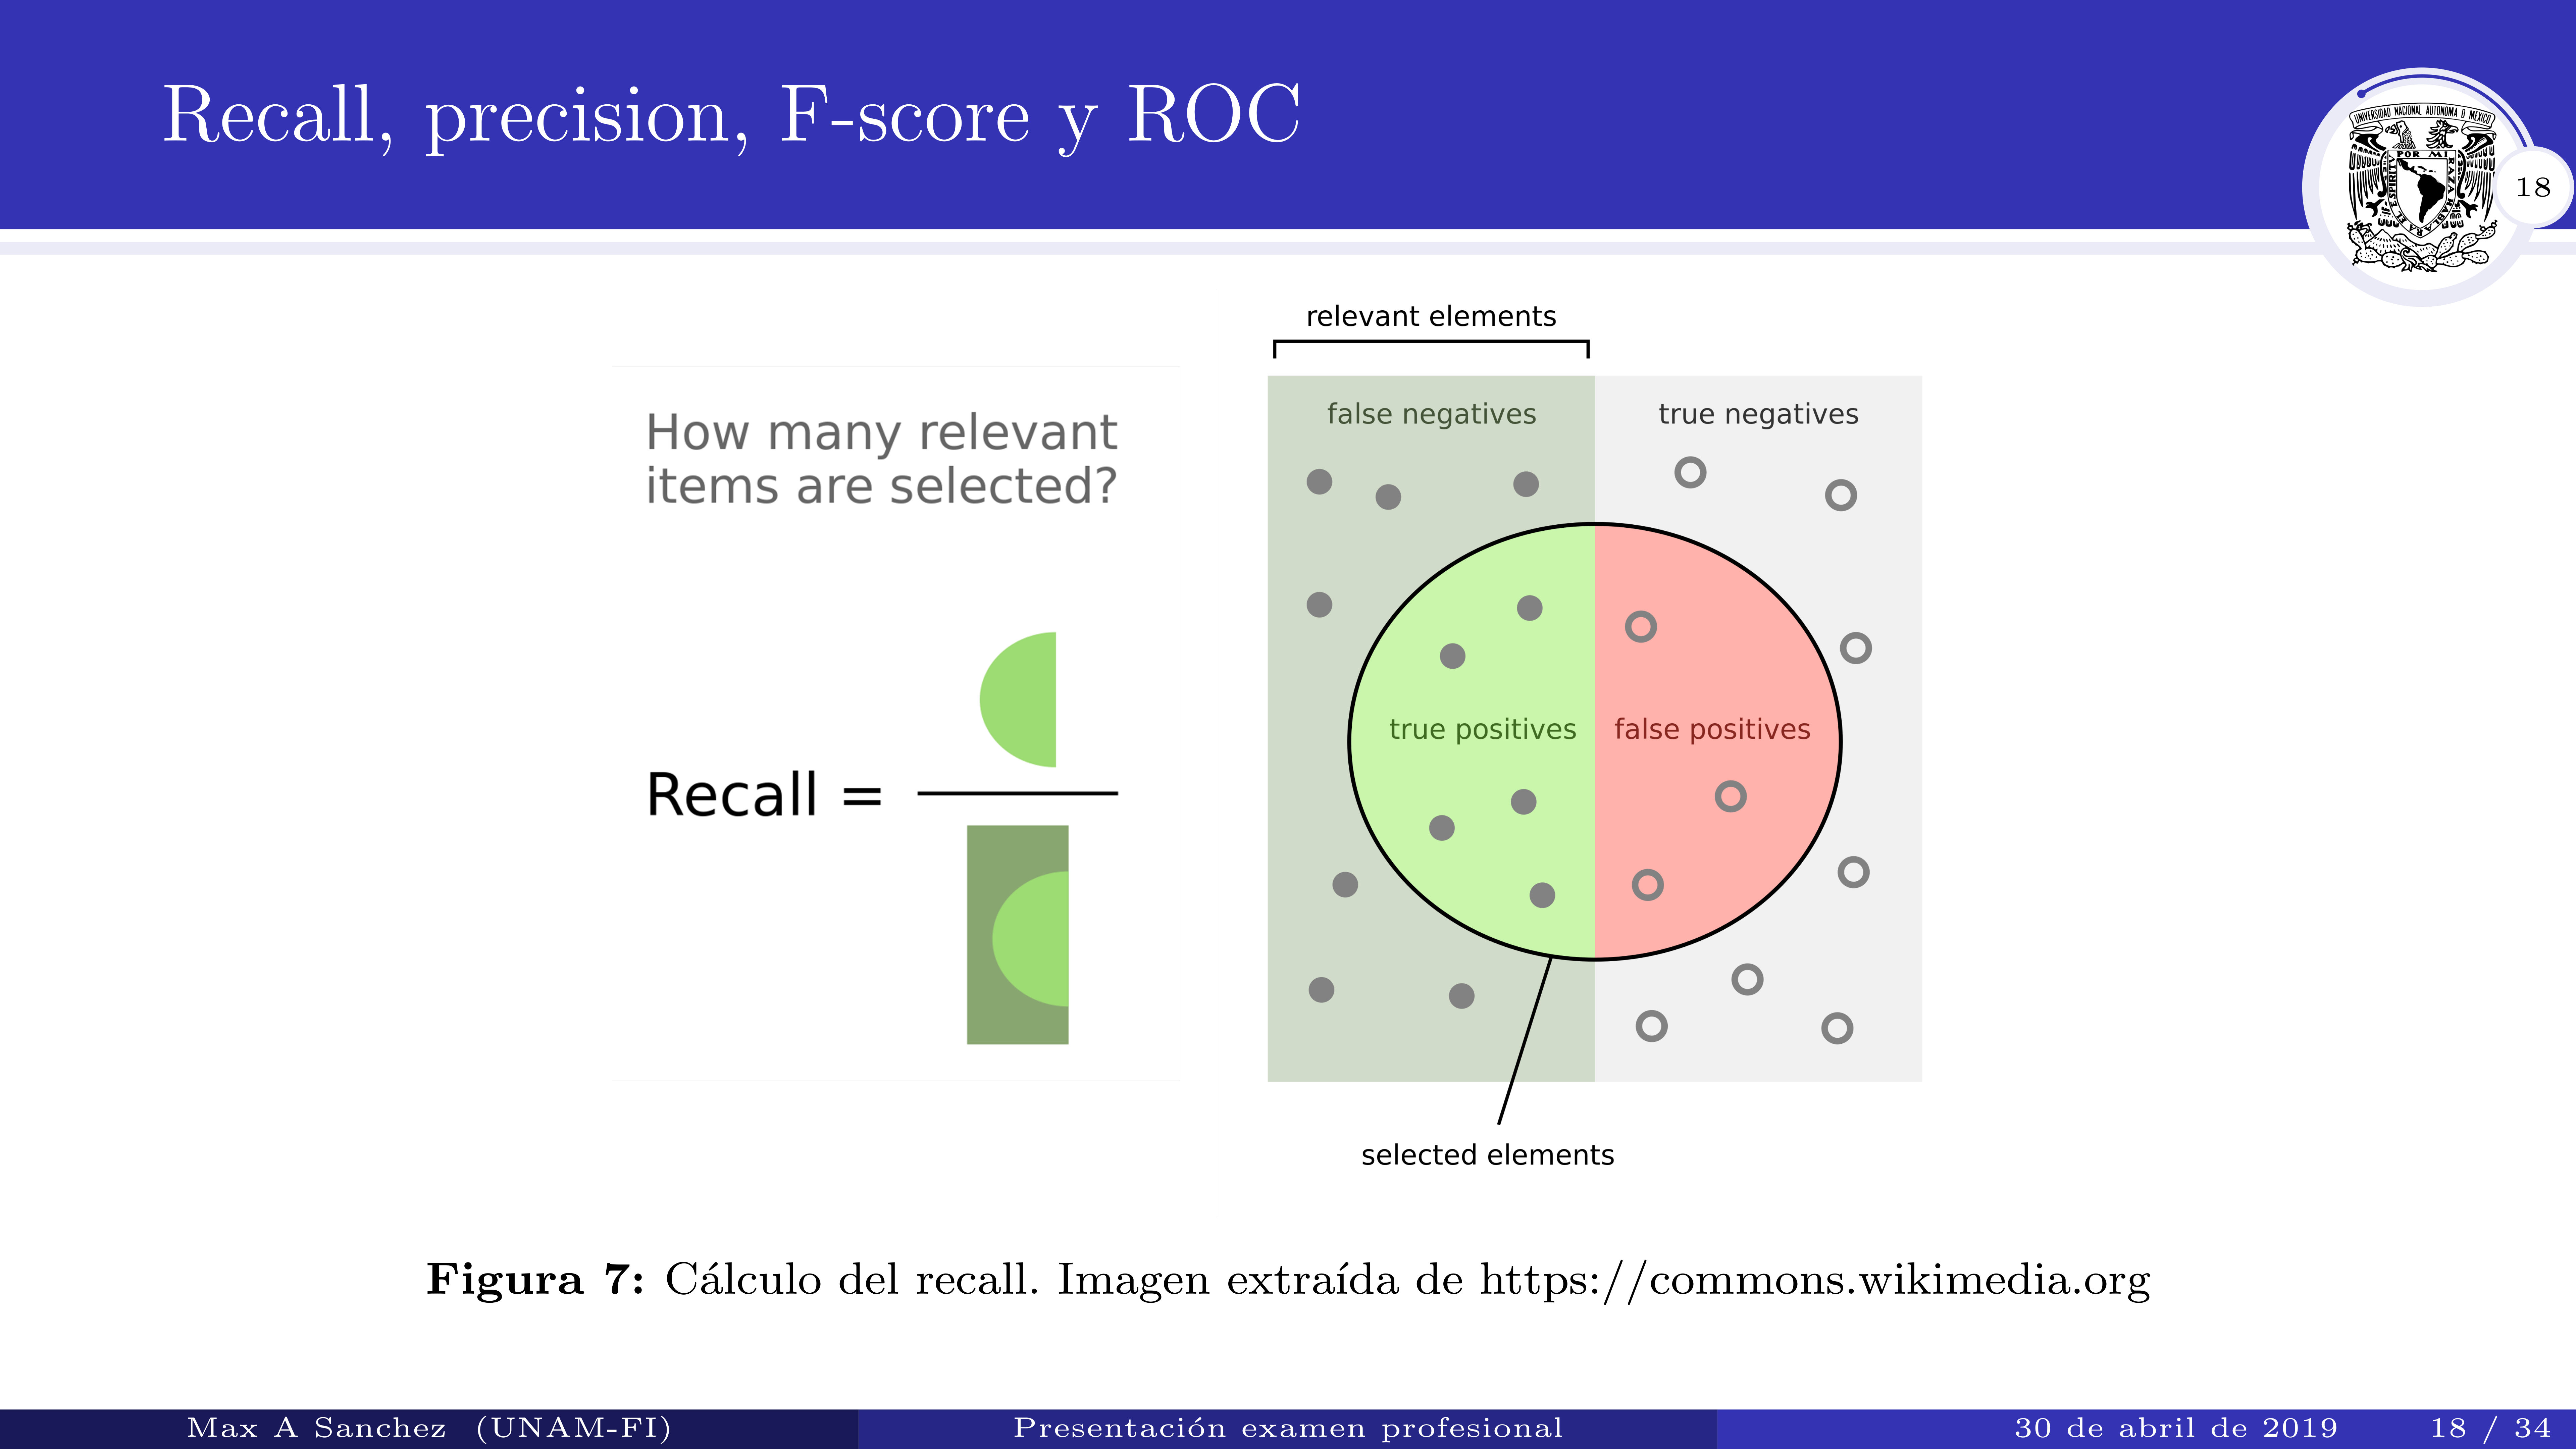 Recall, precision, F-score y ROC
UNIVERSIDAD NACIONAL AUTONOMA D MEXICO
POR MI
RAZA
HABLARA
EL ESPIRITV
18
How many relevant
items are selected?
Recall =
relevant elements
false negatives
true negatives
true positives
false positives
selected elements
Figura 7: Cálculo del recall. Imagen extraída de https://commons.wikimedia.org
Max A Sanchez (UNAM-FI)
Presentación examen profesional
30 de abril de 2019
18 / 34